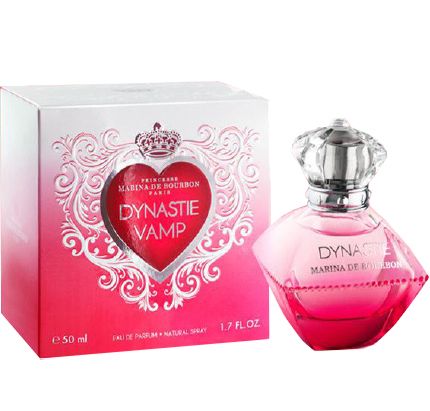 PRINCESSE
MARINA DE BOURBON
PARIS
DYNASTIE
VAMP
e 50 ml
EAU DE PARFUM • NATURAL SPRAY
1.7 FL.OZ.
DYNASTIE
MARINA DE BOURBON